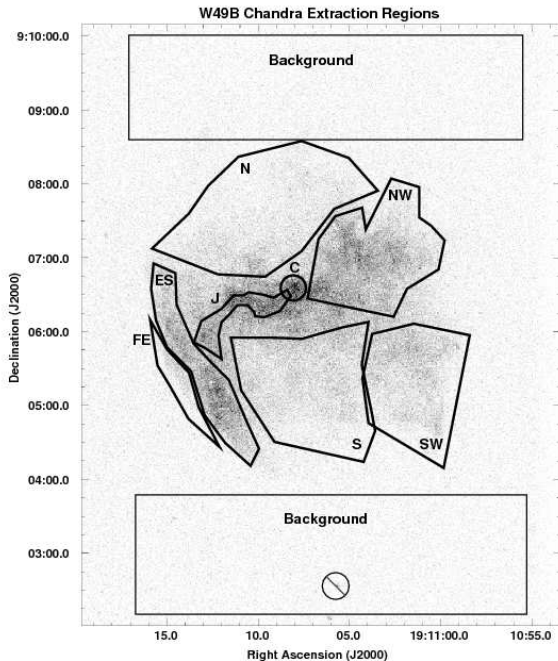 W49B Chandra Extraction Regions
9:10:00.0
Background
09:00.0
N
08:00.0
NW
07:00.0
C
ES
J
06:00.0
FE
05:00.0
S
SW
04:00.0
Background
03:00.0
15.0 10.0 05.0 19:11:00.0 10:55.0
Declination (J2000)
Right Ascension (J2000)